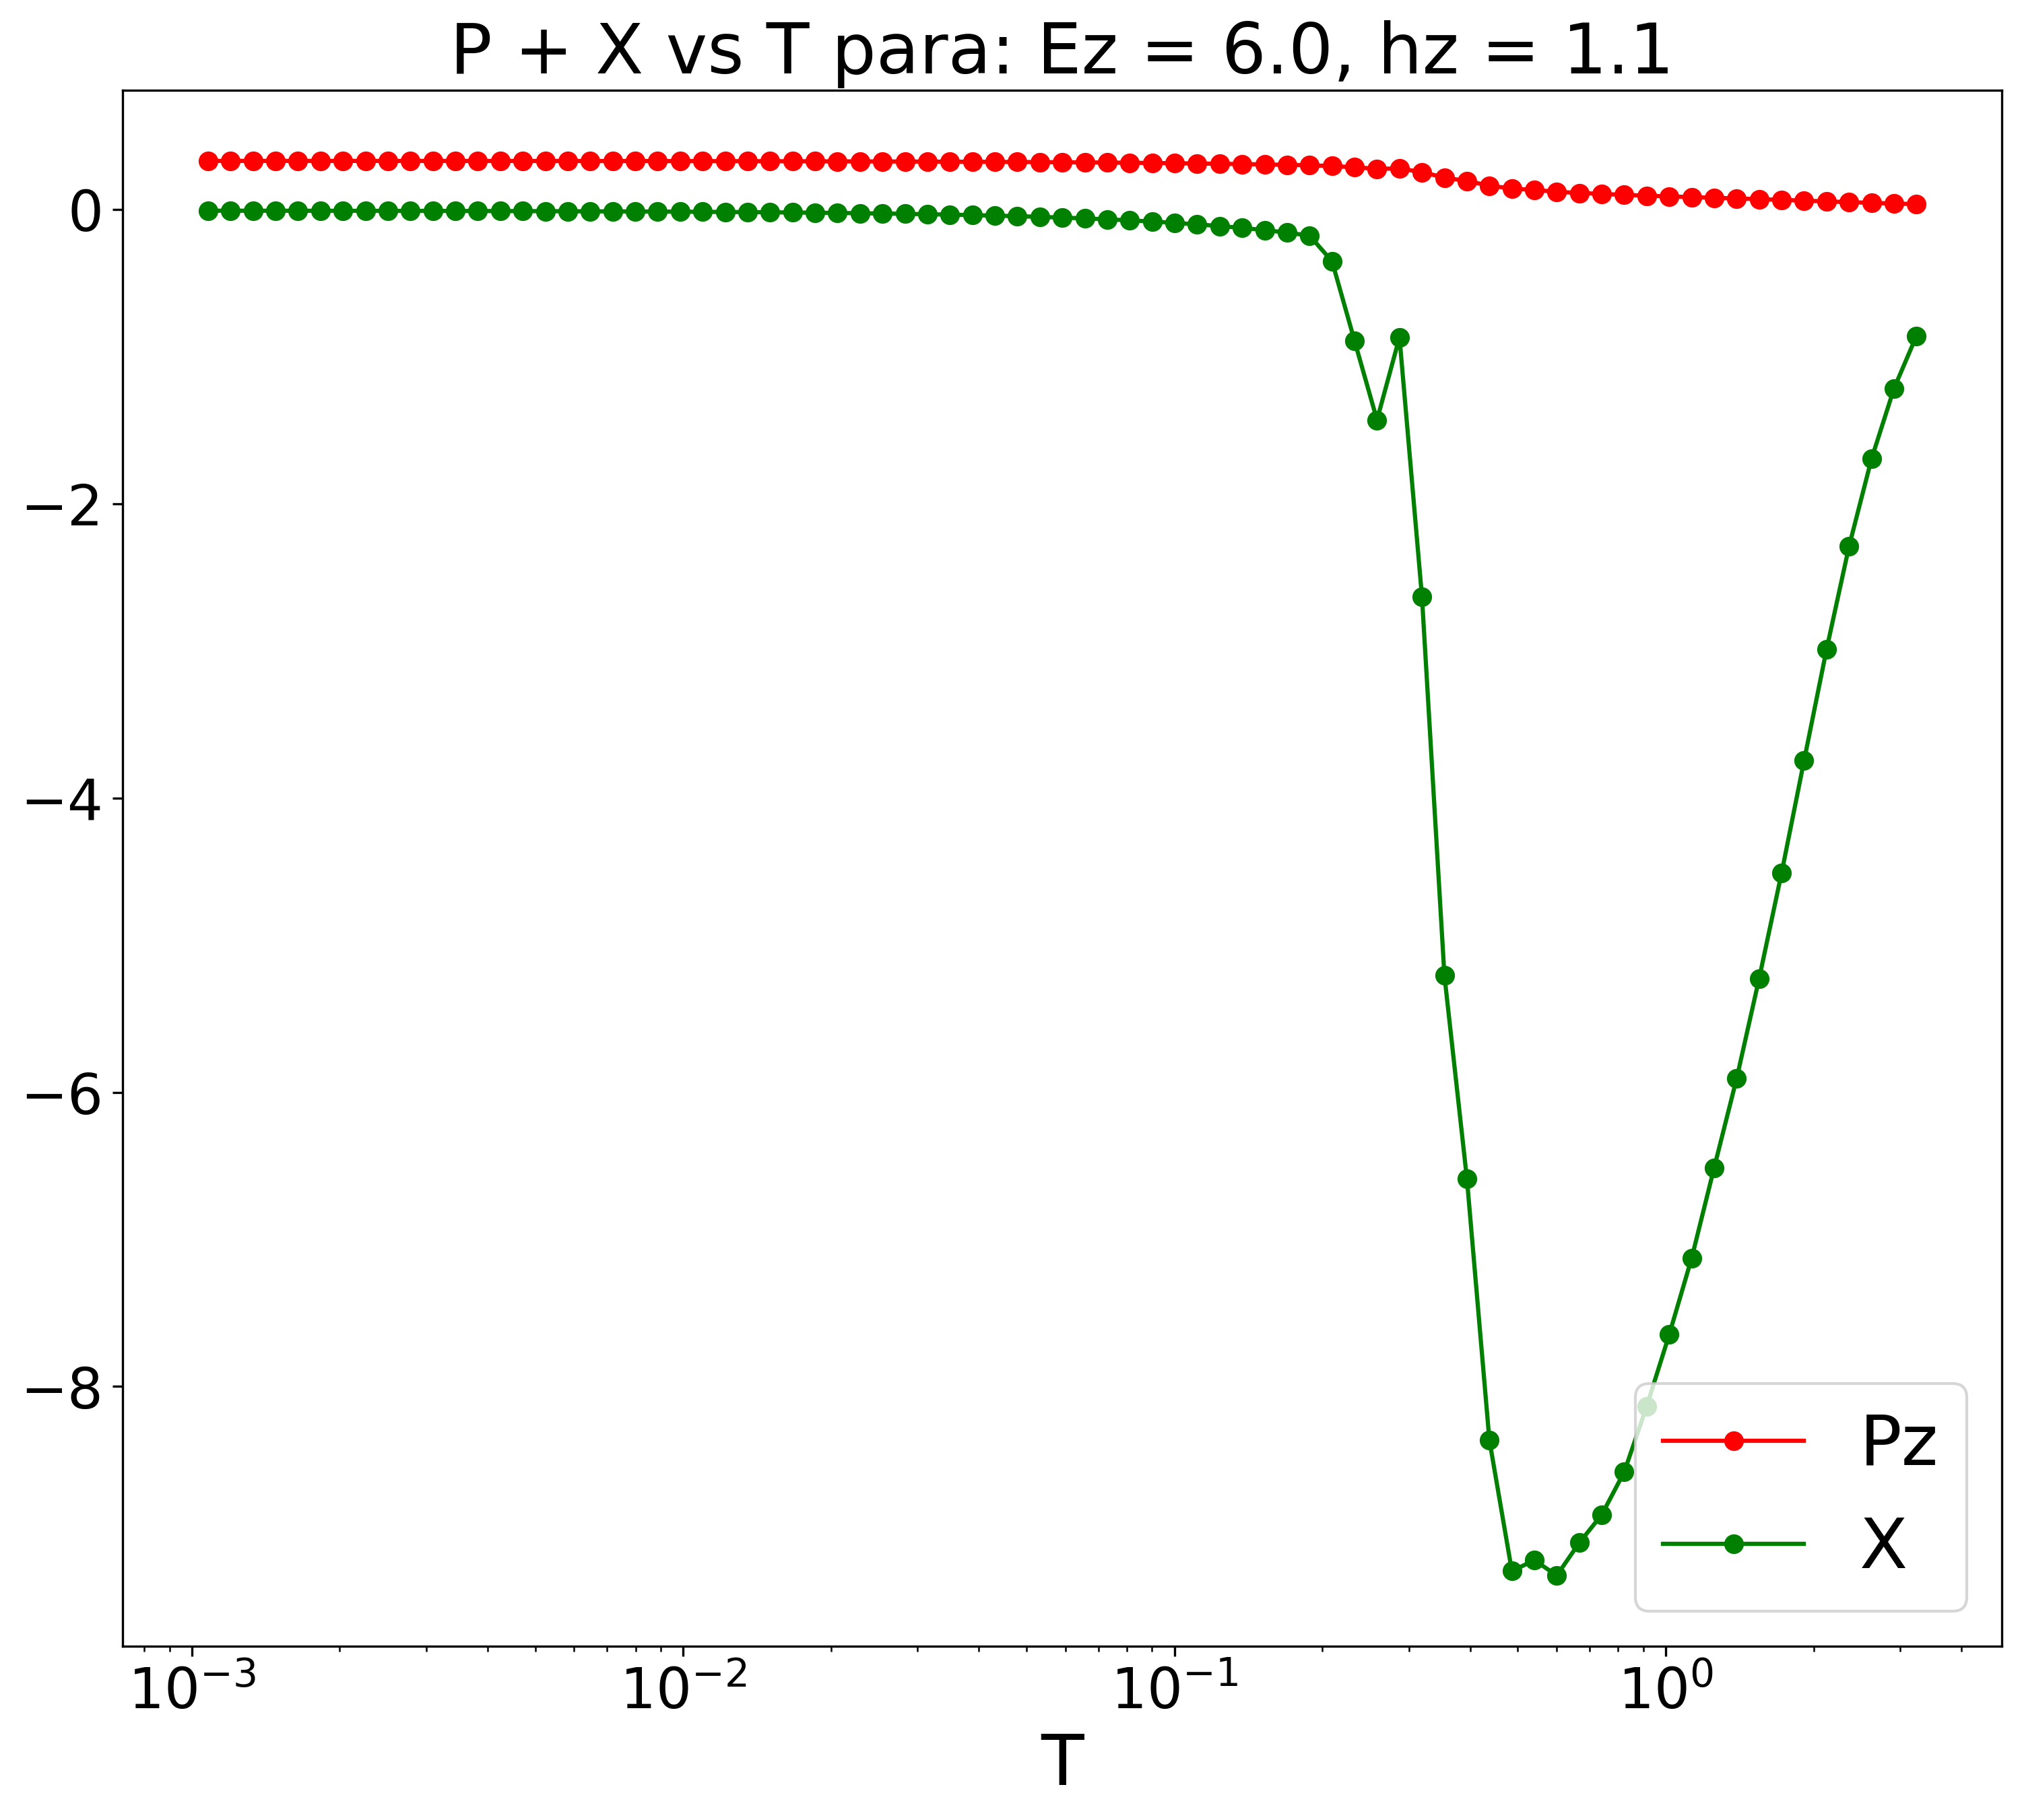 P + X vs T para: Ez = 6.0, hz = 1.1
0
−2
−4
−6
−8
Pz
X
10⁻³ 10⁻² 10⁻¹ 10⁰
T